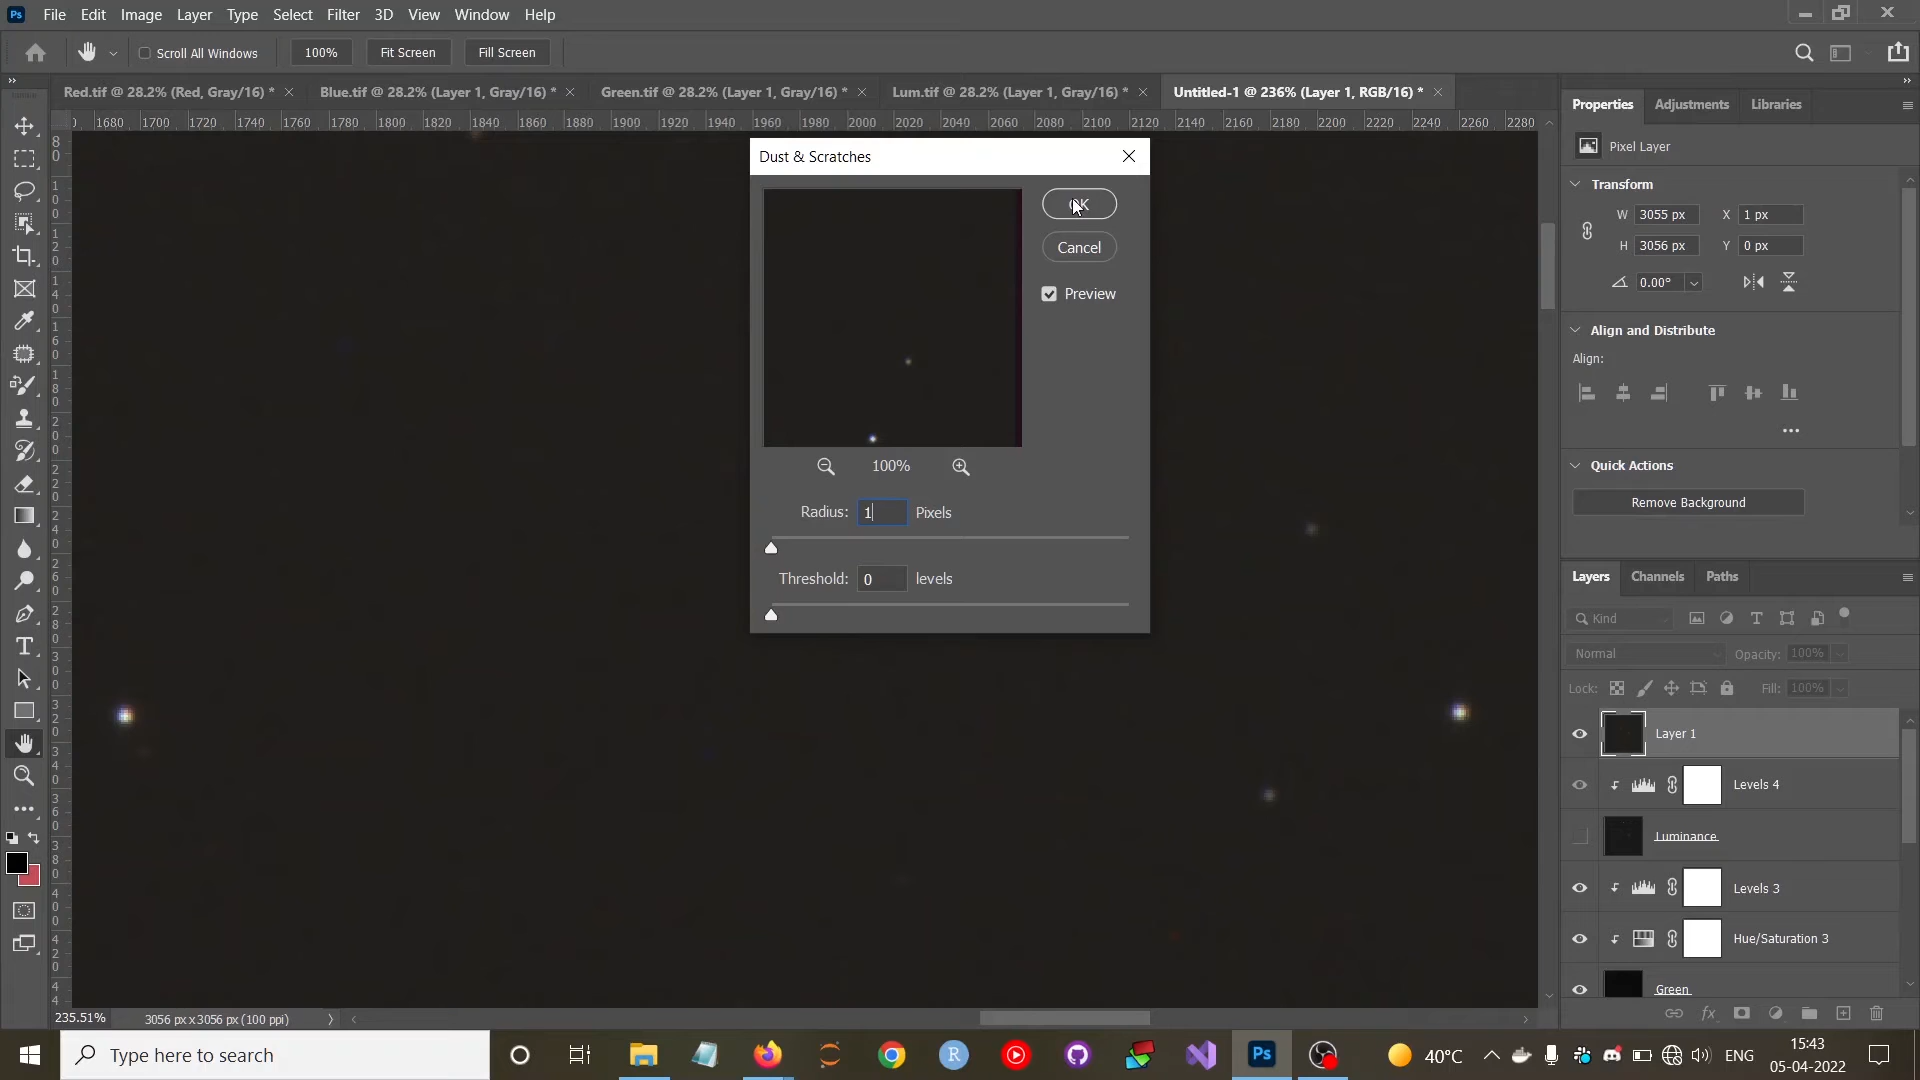 Ps File Edit Image Layer Type Select Filter 3D View Window Help
Scroll All Windows 100% Fit Screen Fill Screen
Red.tif @ 28.2% (Red, Gray/16) * Blue.tif @ 28.2% (Layer 1, Gray/16) * Green.tif @ 28.2% (Layer 1, Gray/16) * Lum.tif @ 28.2% (Layer 1, Gray/16) * Untitled-1 @ 236% (Layer 1, RGB/16) *
1680 1700 1720 1740 1760 1780 1800 1820 1840 1860 1880 1900 1920 1940 1960 1980 2000 2020 2040 2060 2080 2100 2120 2140 2160 2180 2200 2220 2240 2260 2280
Dust & Scratches
OK
Cancel
Preview
100%
Radius: 1 Pixels
Threshold: 0 levels
Properties Adjustments Libraries
Pixel Layer
Transform
W 3055 px X 1 px
H 3056 px Y 0 px
0.00°
Align and Distribute
Align:
Quick Actions
Remove Background
Layers Channels Paths
Kind
Normal Opacity: 100%
Lock: Fill: 100%
Layer 1
Levels 4
Luminance
Levels 3
Hue/Saturation 3
Green
235.51% 3056 px x 3056 px (100 ppi)
Type here to search
R
Ps
40°C
ENG
15:43
05-04-2022